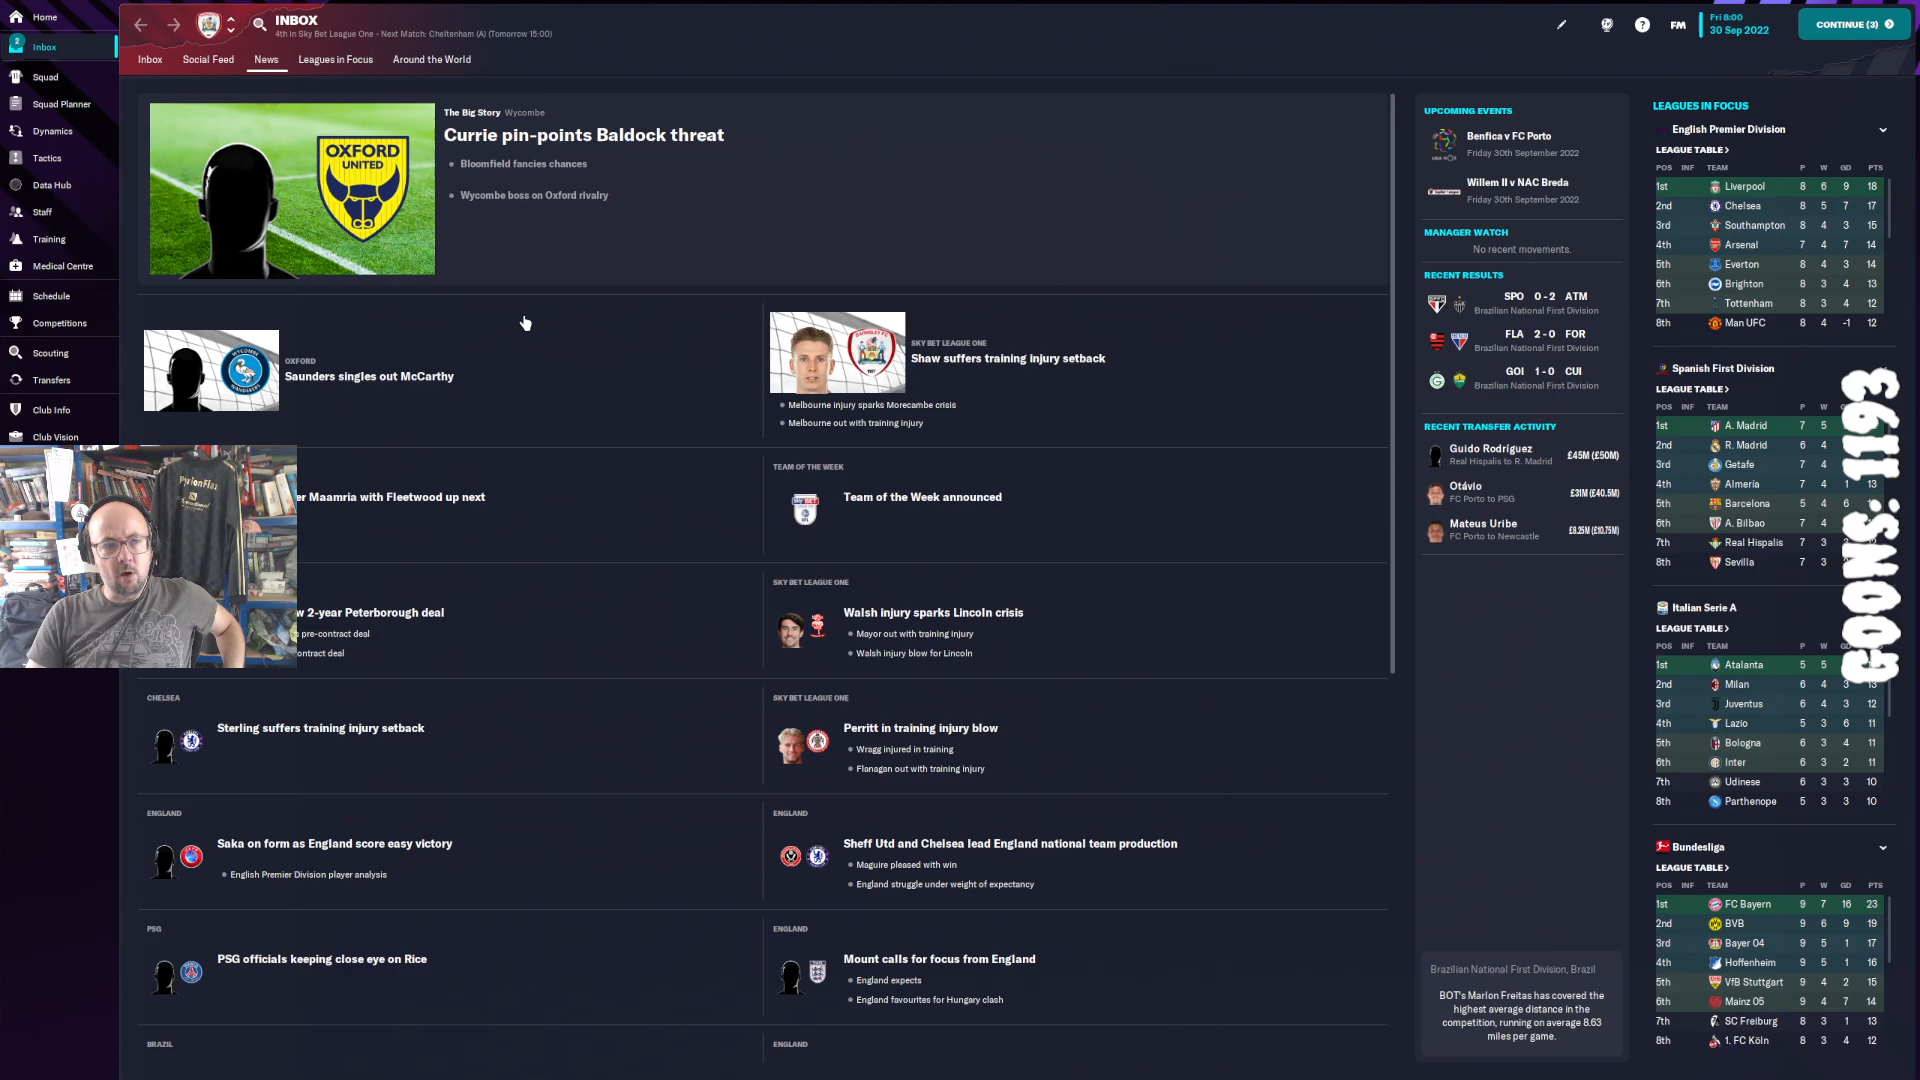 Home
2
Inbox
Squad
Squad Planner
Dynamics
Tactics
Data Hub
Staff
Training
Medical Centre
Schedule
Competitions
Scouting
Transfers
Club Info
Club Vision
INBOX
4th in Sky Bet League One - Next Match: Cheltenham (A) (Tomorrow 15:00)
FM
Fri 8:00
30 Sep 2022
CONTINUE (3)
Inbox
Social Feed
News
Leagues in Focus
Around the World
OXFORD
UNITED
The Big Story Wycombe
Currie pin-points Baldock threat
Bloomfield fancies chances
Wycombe boss on Oxford rivalry
OXFORD
Saunders singles out McCarthy
SKY BET LEAGUE ONE
Shaw suffers training injury setback
Melbourne injury sparks Morecambe crisis
Melbourne out with training injury
er Maamria with Fleetwood up next
TEAM OF THE WEEK
Team of the Week announced
w 2-year Peterborough deal
s pre-contract deal
ontract deal
SKY BET LEAGUE ONE
Walsh injury sparks Lincoln crisis
Mayor out with training injury
Walsh injury blow for Lincoln
CHELSEA
Sterling suffers training injury setback
SKY BET LEAGUE ONE
Perritt in training injury blow
Wragg injured in training
Flanagan out with training injury
ENGLAND
Saka on form as England score easy victory
English Premier Division player analysis
ENGLAND
Sheff Utd and Chelsea lead England national team production
Maguire pleased with win
England struggle under weight of expectancy
PSG
PSG officials keeping close eye on Rice
ENGLAND
Mount calls for focus from England
England expects
England favourites for Hungary clash
BRAZIL
ENGLAND
UPCOMING EVENTS
Benfica v FC Porto
Friday 30th September 2022
Willem II v NAC Breda
Friday 30th September 2022
MANAGER WATCH
No recent movements.
RECENT RESULTS
SPO 0 - 2 ATM
Brazilian National First Division
FLA 2 - 0 FOR
Brazilian National First Division
GOI 1 - 0 CUI
Brazilian National First Division
RECENT TRANSFER ACTIVITY
Guido Rodríguez
Real Hispalis to R. Madrid
£45M (£50M)
Otávio
FC Porto to PSG
£31M (£40.5M)
Mateus Uribe
FC Porto to Newcastle
£8.25M (£10.75M)
Brazilian National First Division, Brazil
BOT's Marlon Freitas has covered the
highest average distance in the
competition, running on average 8.63
miles per game.
LEAGUES IN FOCUS
English Premier Division
LEAGUE TABLE >
POS INF TEAM P W GD PTS
1st Liverpool 8 6 9 18
2nd Chelsea 8 5 7 17
3rd Southampton 8 4 3 15
4th Arsenal 7 4 7 14
5th Everton 8 4 3 14
6th Brighton 8 3 4 13
7th Tottenham 8 3 4 12
8th Man UFC 8 4 -1 12
Spanish First Division
LEAGUE TABLE >
POS INF TEAM P W
1st A. Madrid 7 5
2nd R. Madrid 6 4
3rd Getafe 7 4
4th Almería 7 4 1 13
5th Barcelona 5 4 6
6th A. Bilbao 7 4
7th Real Hispalis 7 3
8th Sevilla 7 3
Italian Serie A
LEAGUE TABLE >
POS INF TEAM P W
1st Atalanta 5 5
2nd Milan 6 4 3 13
3rd Juventus 6 4 3 12
4th Lazio 5 3 6 11
5th Bologna 6 3 4 11
6th Inter 6 3 2 11
7th Udinese 6 3 3 10
8th Parthenope 5 3 3 10
Bundesliga
LEAGUE TABLE >
POS INF TEAM P W GD PTS
1st FC Bayern 9 7 16 23
2nd BVB 9 6 9 19
3rd Bayer 04 9 5 1 17
4th Hoffenheim 9 5 1 16
5th VfB Stuttgart 9 4 2 15
6th Mainz 05 9 4 7 14
7th SC Freiburg 8 3 1 13
8th 1. FC Köln 8 3 4 12
GOONS: 1193
PyrionFlax